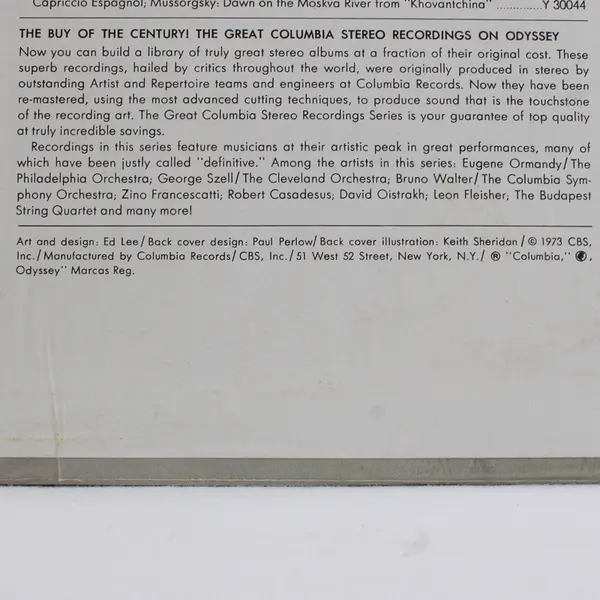 Capriccio Espagnol; Mussorgsky: Dawn on the Moskva River from "Khovantchina" ..............Y 30044
THE BUY OF THE CENTURY! THE GREAT COLUMBIA STEREO RECORDINGS ON ODYSSEY
Now you can build a library of truly great stereo albums at a fraction of their original cost. These
superb recordings, hailed by critics throughout the world, were originally produced in stereo by
outstanding Artist and Repertoire teams and engineers at Columbia Records. Now they have been
re-mastered, using the most advanced cutting techniques, to produce sound that is the touchstone
of the recording art. The Great Columbia Stereo Recordings Series is your guarantee of top quality
at truly incredible savings.
Recordings in this series feature musicians at their artistic peak in great performances, many of
which have been justly called "definitive." Among the artists in this series: Eugene Ormandy/The
Philadelphia Orchestra; George Szell/The Cleveland Orchestra; Bruno Walter/The Columbia Sym-
phony Orchestra; Zino Francescatti; Robert Casadesus; David Oistrakh; Leon Fleisher; The Budapest
String Quartet and many more!
Art and design: Ed Lee/Back cover design: Paul Perlow/Back cover illustration: Keith Sheridan/© 1973 CBS,
Inc./Manufactured by Columbia Records/CBS, Inc./51 West 52 Street, New York, N.Y./ ® "Columbia," ,
Odyssey" Marcas Reg.